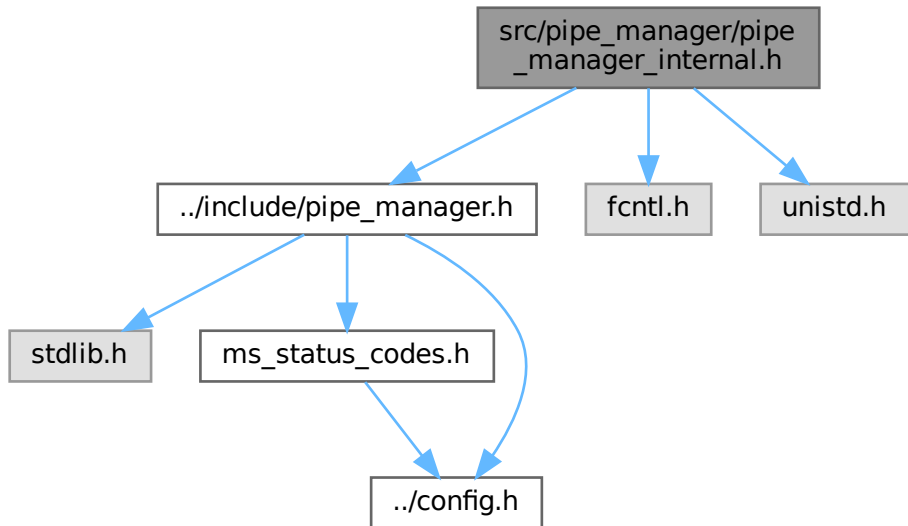 src/pipe_manager/pipe
_manager_internal.h
../include/pipe_manager.h
fcntl.h
unistd.h
stdlib.h
ms_status_codes.h
../config.h